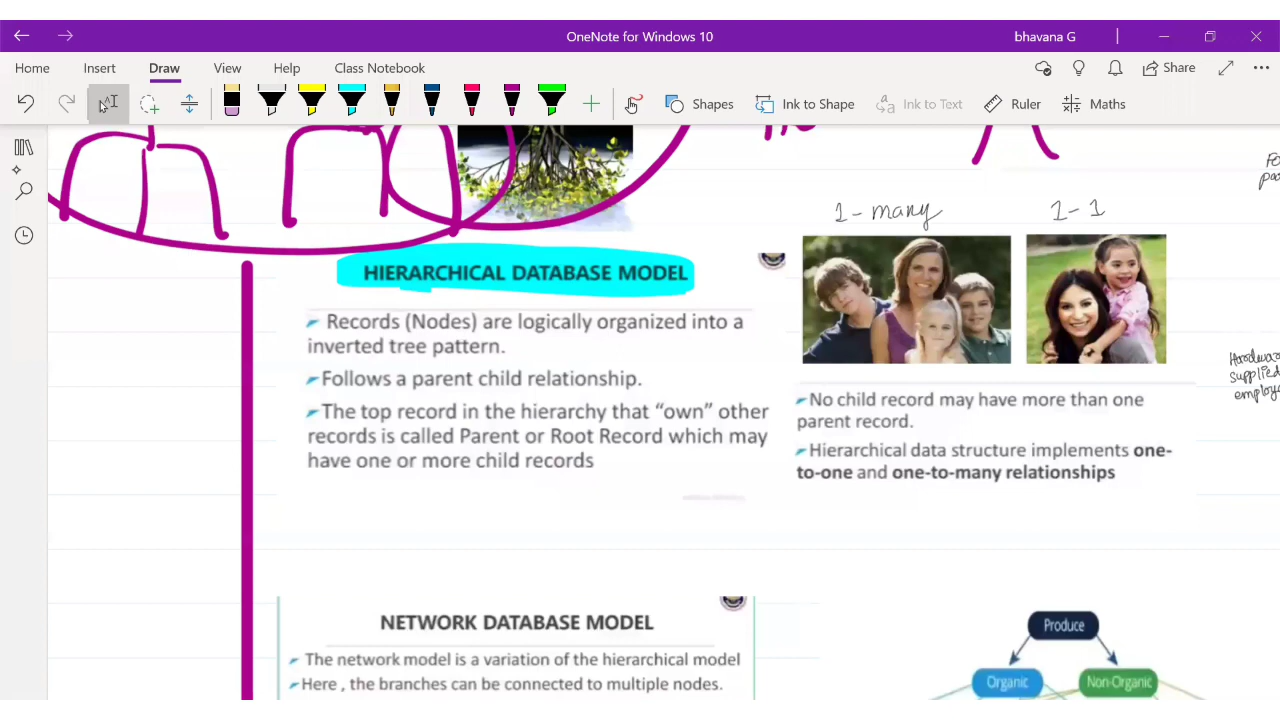 OneNote for Windows 10
bhavana G
Home Insert Draw View Help Class Notebook
Share
Shapes Ink to Shape Ink to Text Ruler Maths
1 - many
1 - 1
HIERARCHICAL DATABASE MODEL
Records (Nodes) are logically organized into a
inverted tree pattern.
Follows a parent child relationship.
The top record in the hierarchy that “own” other
records is called Parent or Root Record which may
have one or more child records
No child record may have more than one
parent record.
Hierarchical data structure implements one-
to-one and one-to-many relationships
NETWORK DATABASE MODEL
The network model is a variation of the hierarchical model
Here , the branches can be connected to multiple nodes.
Produce
Organic
Non-Organic